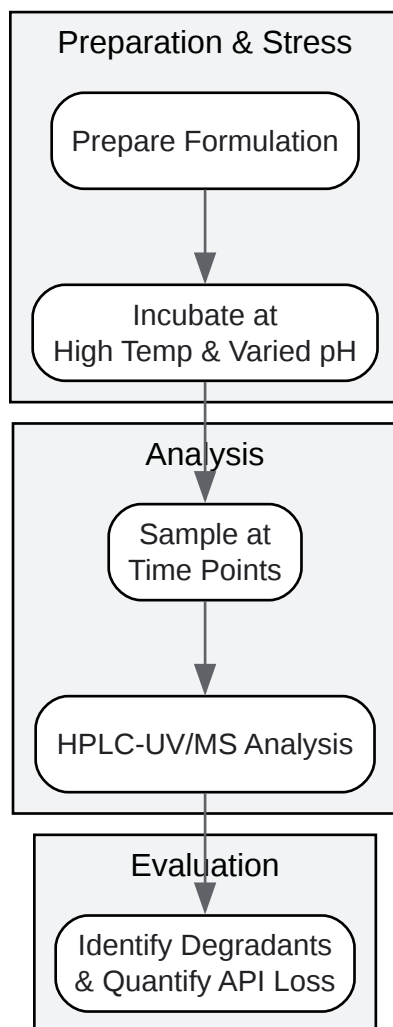 Preparation & Stress
Prepare Formulation
Incubate at
High Temp & Varied pH
Analysis
Sample at
Time Points
HPLC-UV/MS Analysis
Evaluation
Identify Degradants
& Quantify API Loss